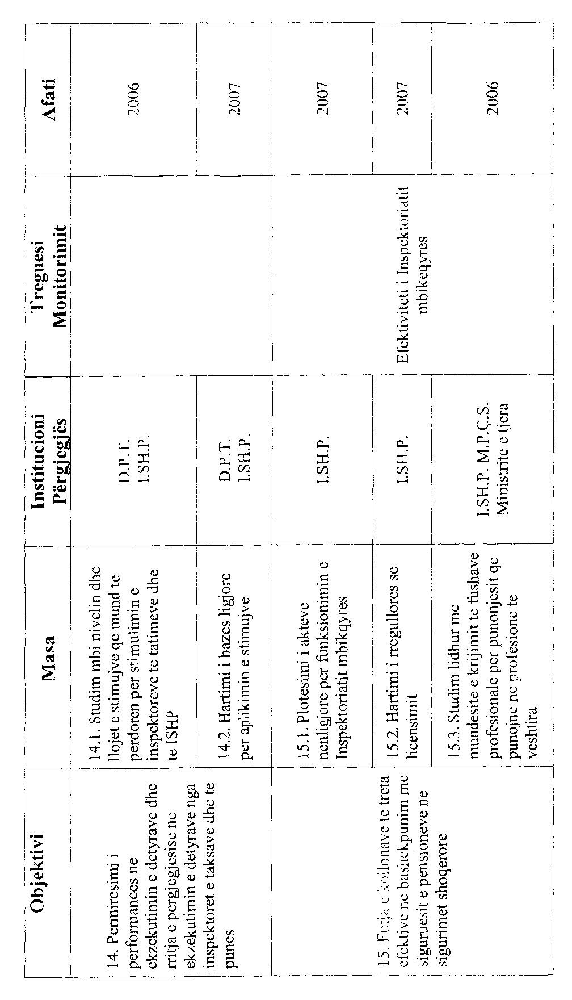 Objektivi
Masa
Institucioni
Përgjegjës
Treguesi
Monitorimit
Afati
14. Permiresimi i
performances ne
ekzekutimin e detyrave dhe
rritja e pergjegjesise ne
ekzekutimin e detyrave nga
inspektoret e taksave dhe te
punes
14.1. Studim mbi nivelin dhe
llojet e stimujve qe mund te
perdoren per stimulimin e
inspektoreve te tatimeve dhe
te ISHP
D.P.T.
I.SH.P.
2006
14.2. Hartimi i bazes ligjore
per aplikimin e stimujve
D.P.T.
I.SH.P.
2007
15. Futja e kollonave te treta
efektive ne bashekpunim me
siguruesit e pensioneve ne
sigurimet shoqerore
15.1. Plotesimi i akteve
nenligjore per funksionimin e
Inspektoriatit mbikqyres
I.SH.P.
Efektiviteti i Inspektoriatit
mbikeqyres
2007
15.2. Hartimi i rregullores se
licensimit
I.SH.P.
2007
15.3. Studim lidhur me
mundesite e krijimit te fushave
profesionale per punonjesit qe
punojne ne profesione te
veshtira
I.SH.P. M.P.Ç.S.
Ministrite e tjera
2006